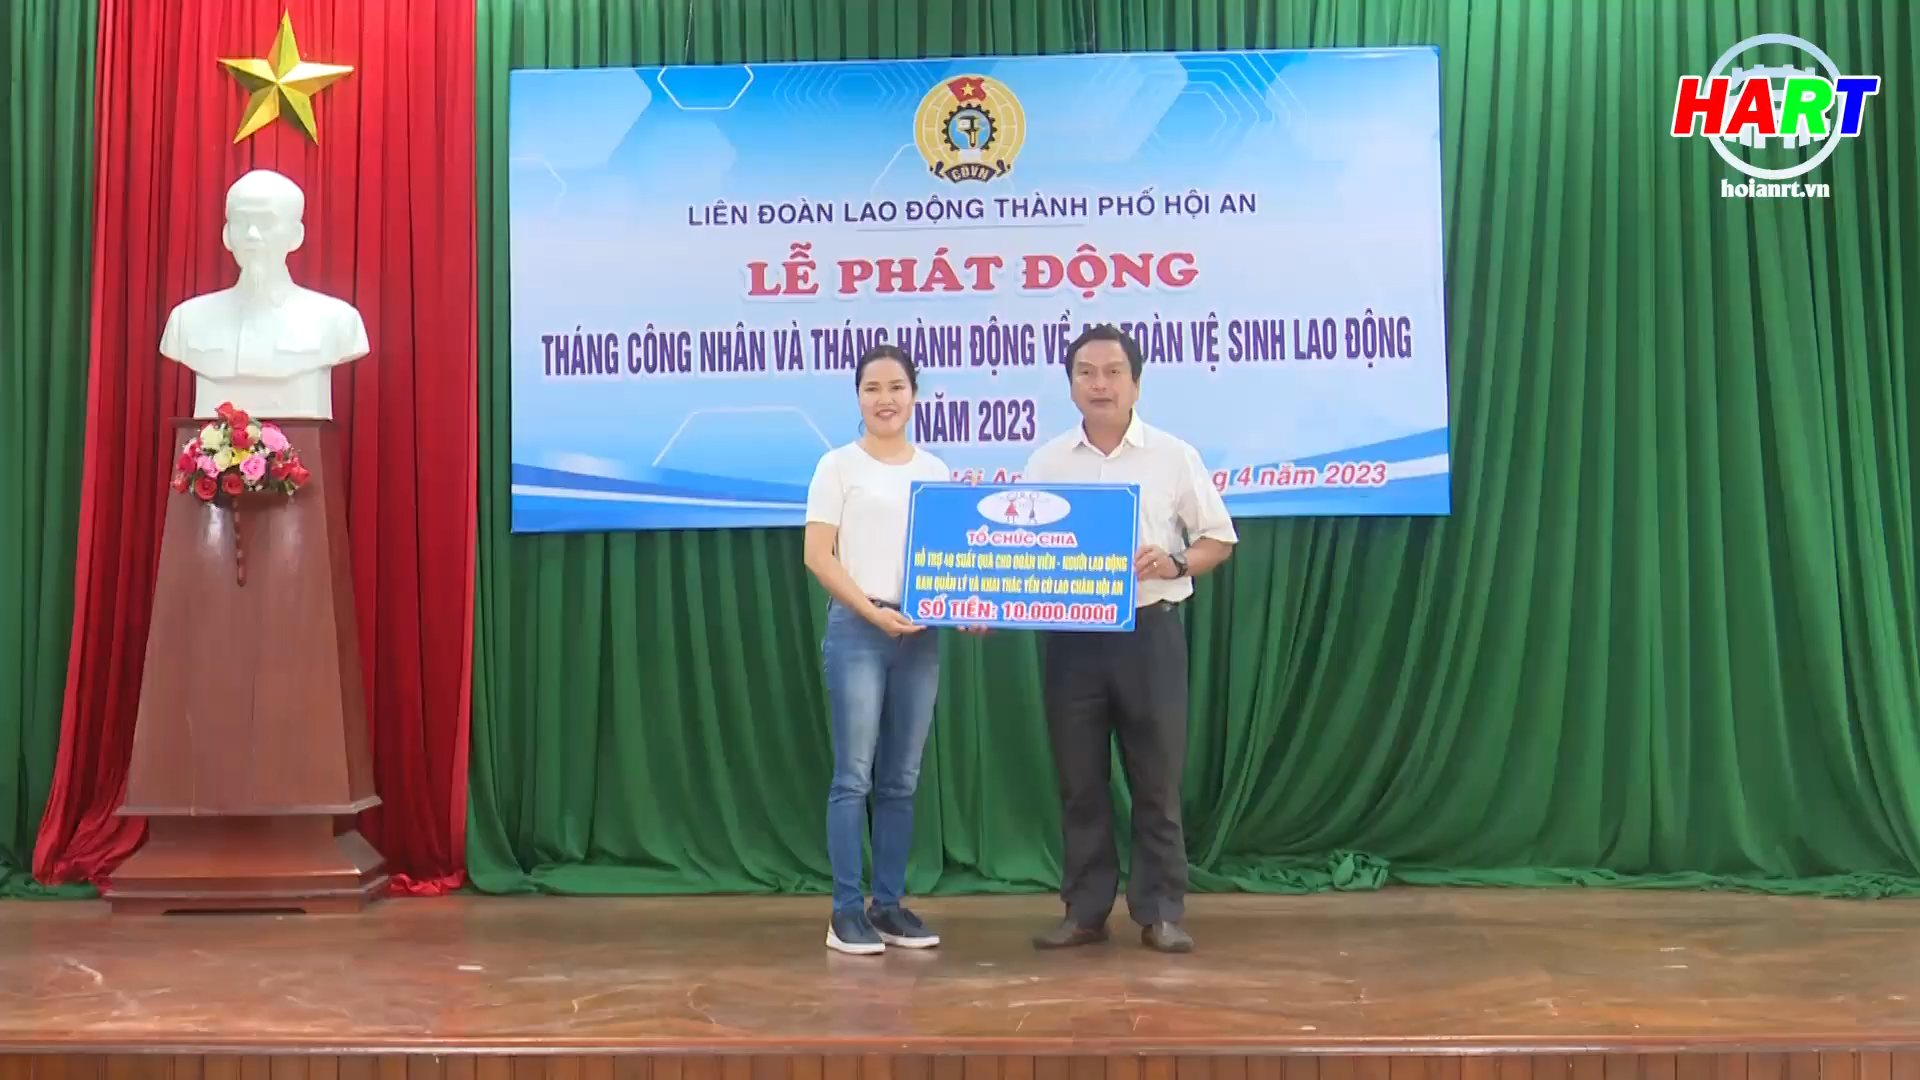 HART
hoianrt.vn
CĐVN
LIÊN ĐOÀN LAO ĐỘNG THÀNH PHỐ HỘI AN
LỄ PHÁT ĐỘNG
THÁNG CÔNG NHÂN VÀ THÁNG HÀNH ĐỘNG VỀ AN TOÀN VỆ SINH LAO ĐỘNG
NĂM 2023
Hội An 4 năm 2023
TỔ CHỨC CHIA
HỖ TRỢ 40 SUẤT QUÀ CHO ĐOÀN VIÊN - NGƯỜI LAO ĐỘNG
BAN QUẢN LÝ VÀ KHAI THÁC YẾN CÙ LAO CHÀM HỘI AN
SỐ TIỀN: 10.000.000đ